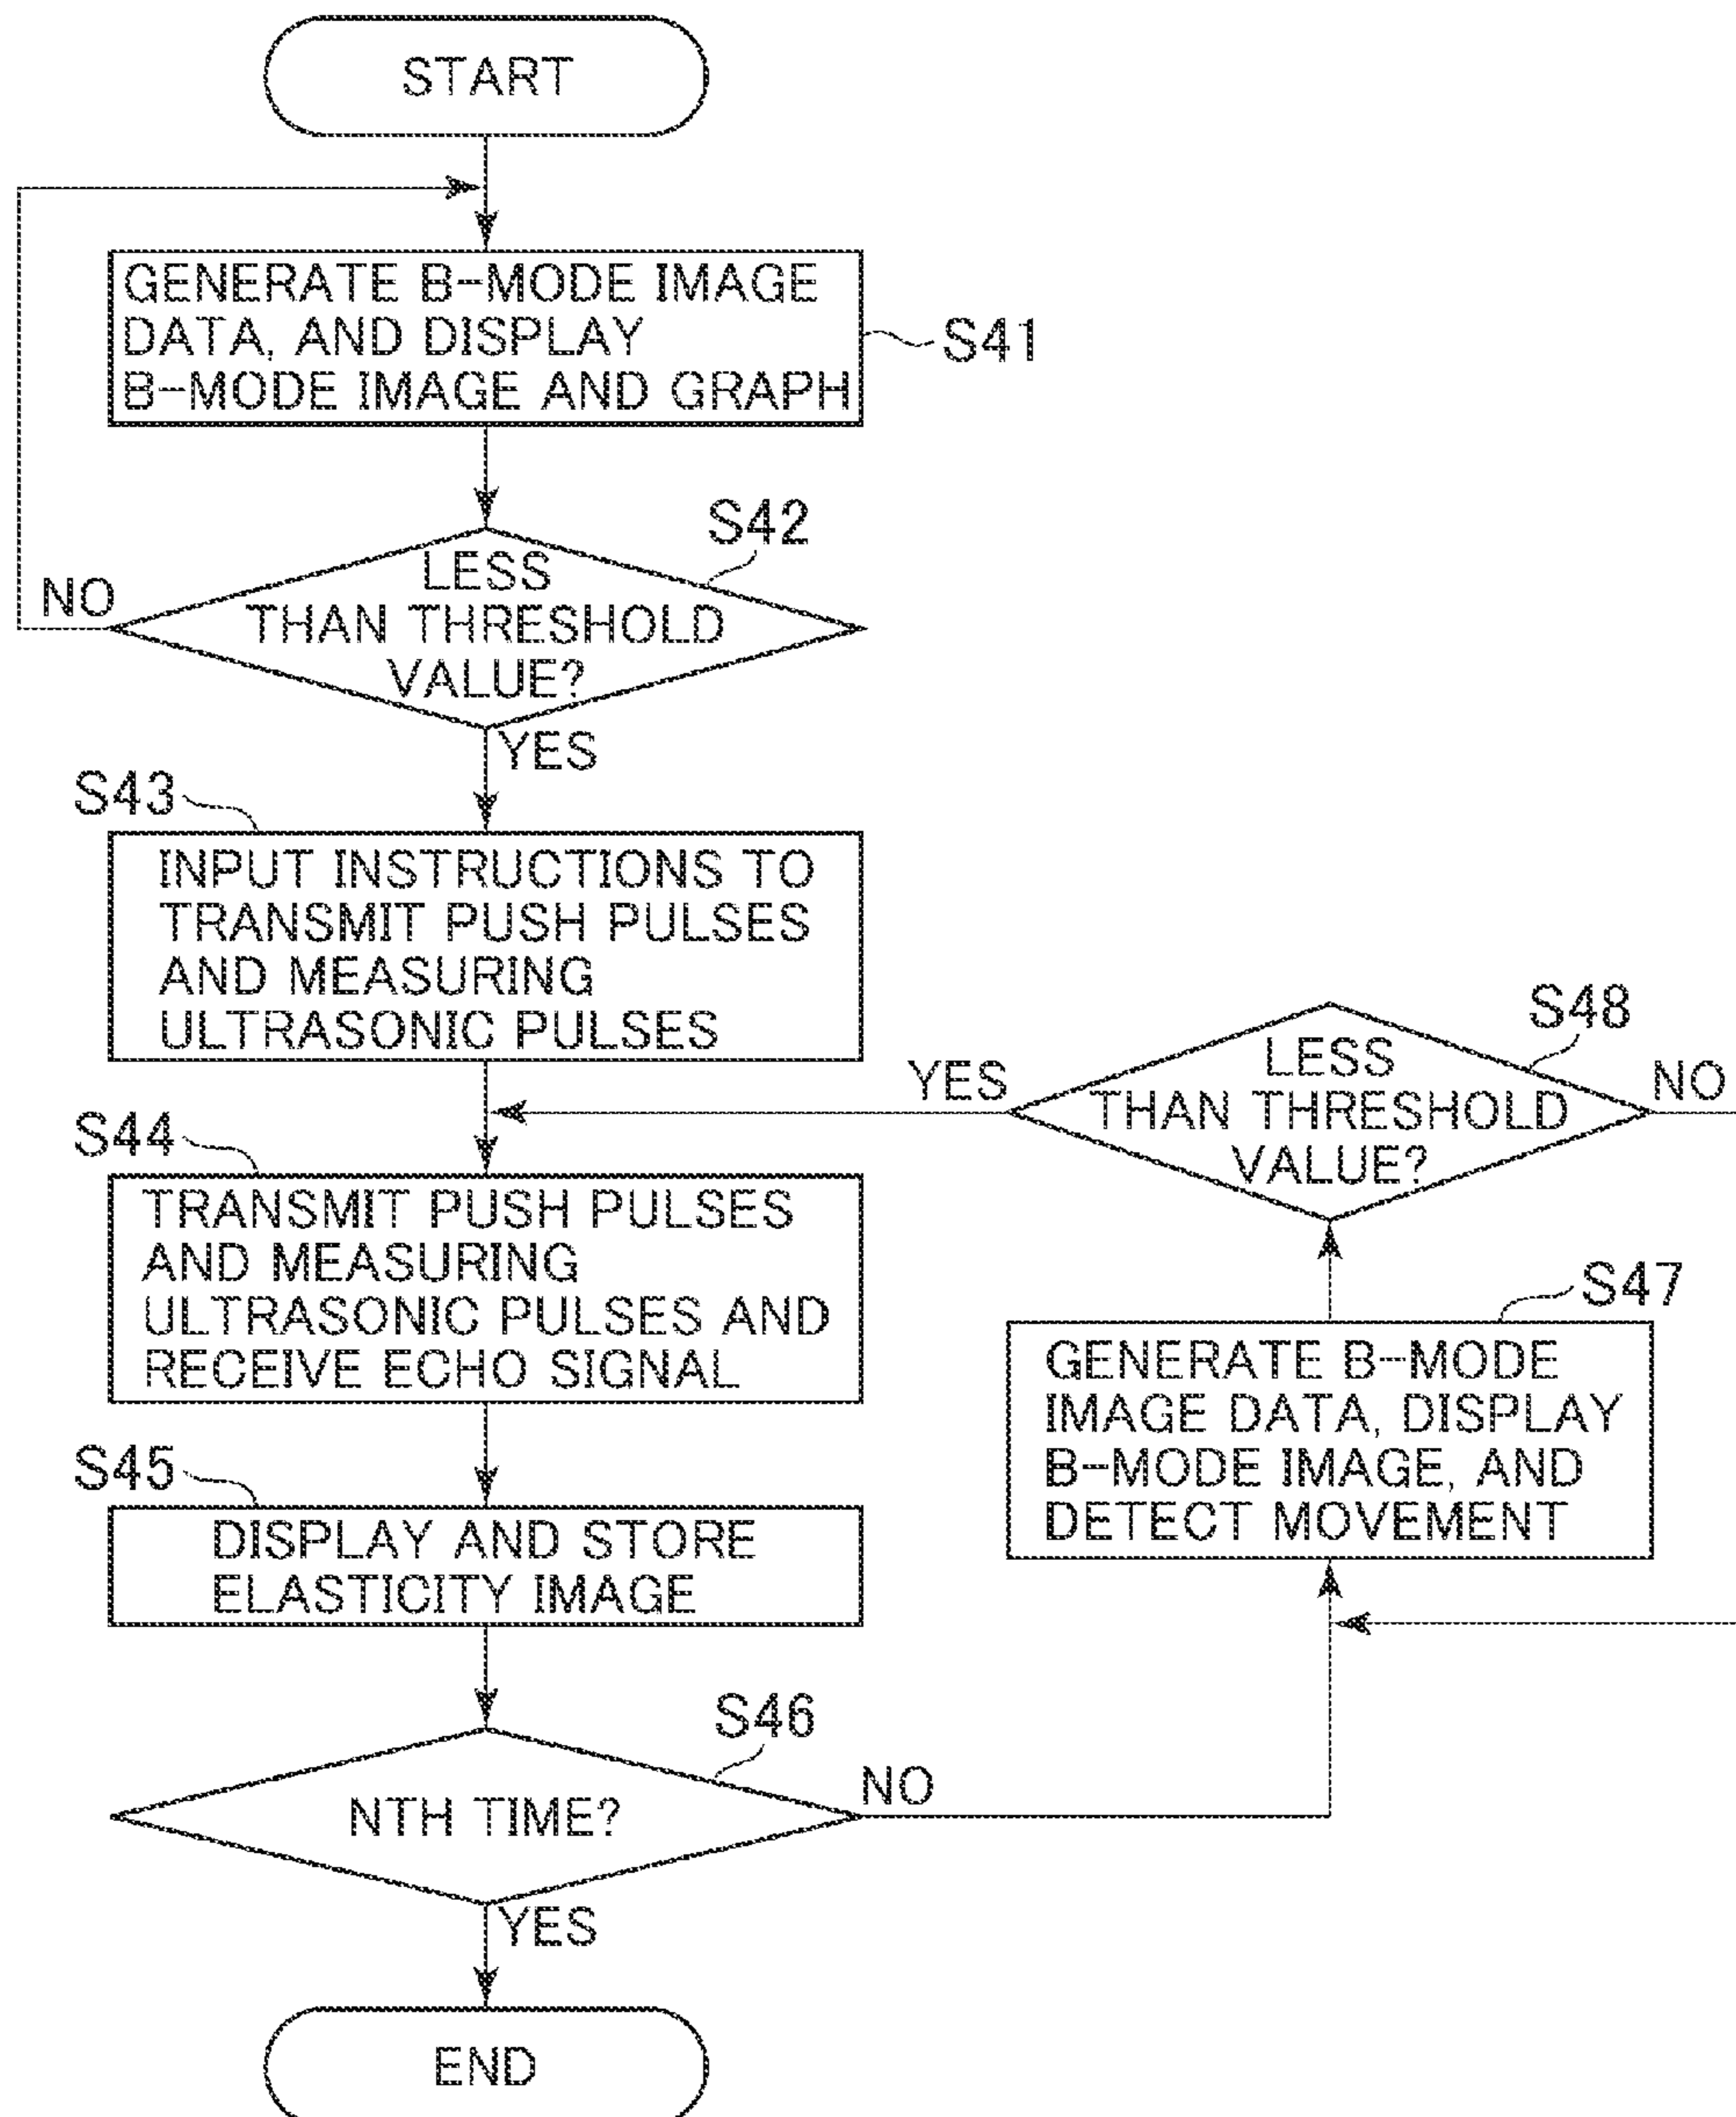 START
GENERATE B-MODE IMAGE
DATA, AND DISPLAY
B-MODE IMAGE AND GRAPH
S41
S42
LESS
THAN THRESHOLD
VALUE?
NO
YES
S43
INPUT INSTRUCTIONS TO
TRANSMIT PUSH PULSES
AND MEASURING
ULTRASONIC PULSES
S44
TRANSMIT PUSH PULSES
AND MEASURING
ULTRASONIC PULSES AND
RECEIVE ECHO SIGNAL
S45
DISPLAY AND STORE
ELASTICITY IMAGE
S46
NTH TIME?
NO
YES
END
S47
GENERATE B-MODE
IMAGE DATA, DISPLAY
B-MODE IMAGE, AND
DETECT MOVEMENT
S48
LESS
THAN THRESHOLD
VALUE?
YES
NO